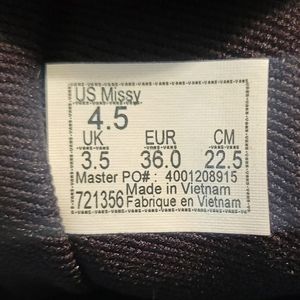 US Missy
4.5
UK EUR CM
3.5 36.0 22.5
Master PO# : 4001208915
721356 Made in Vietnam
Fabrique en Vietnam